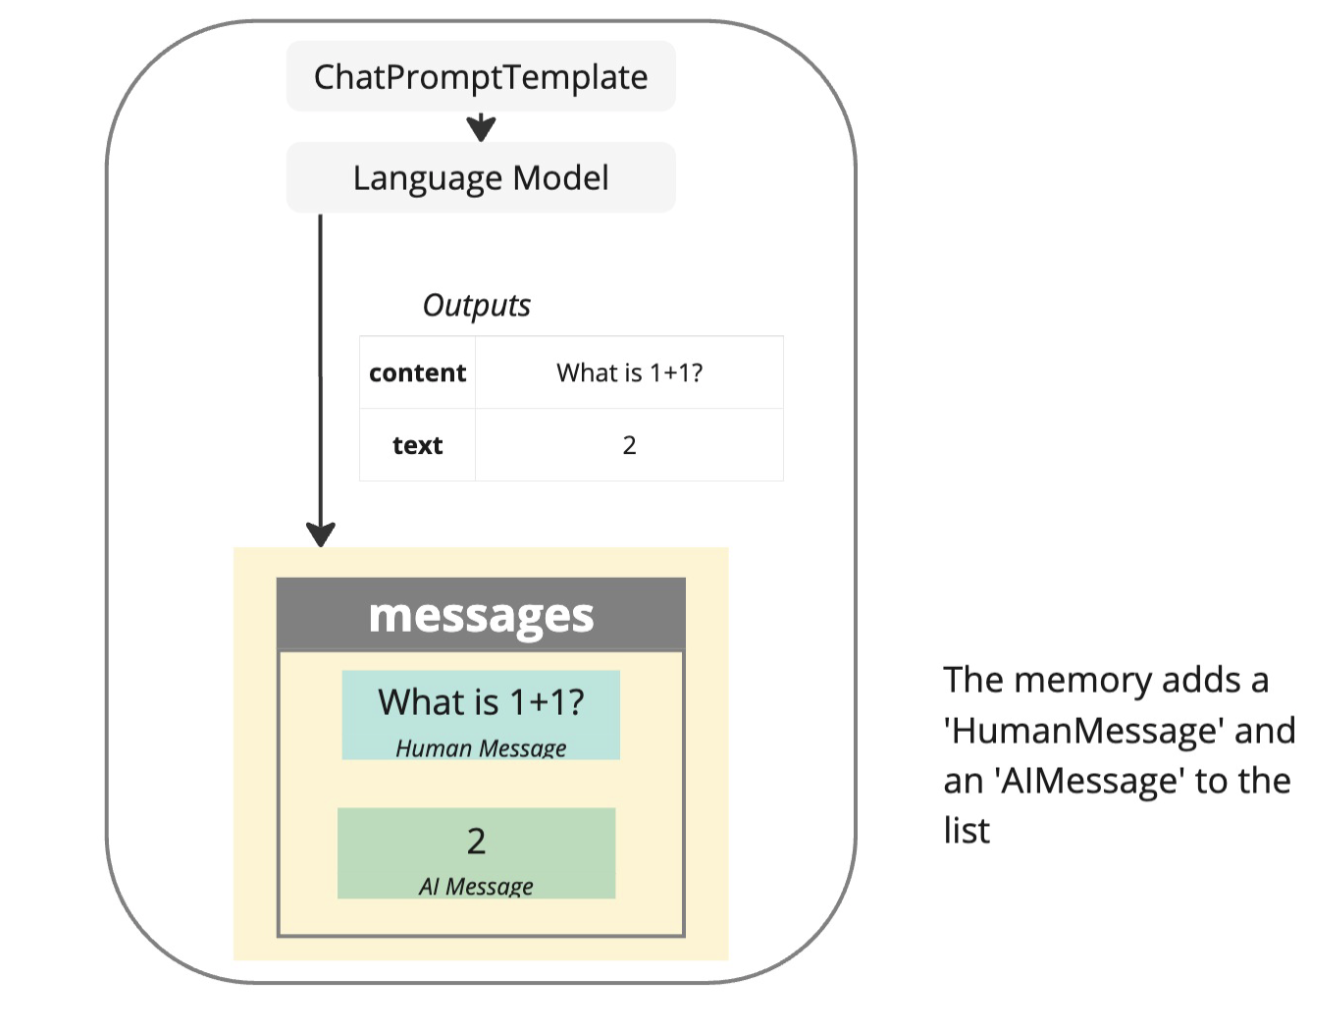 ChatPromptTemplate
Language Model
Outputs
content What is 1+1?
text 2
messages
What is 1+1?
Human Message
2
AI Message
The memory adds a
'HumanMessage' and
an 'AIMessage' to the
list